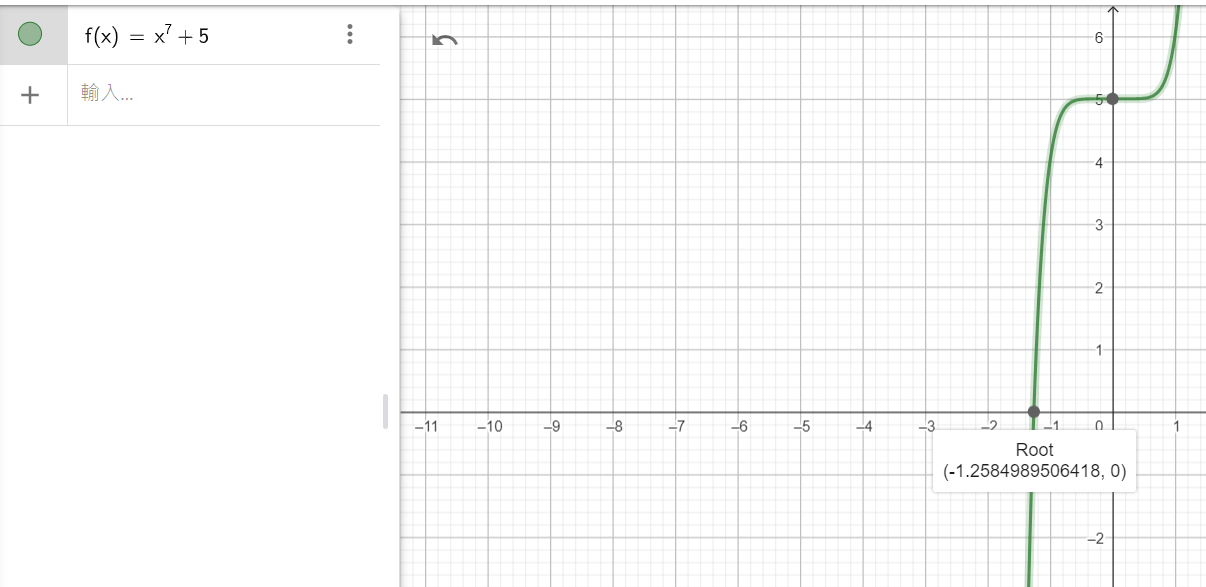 f(x) = x⁷ + 5
+ 輸入...
6
5
4
3
2
1
–11 –10 –9 –8 –7 –6 –5 –4 –3 –2 –1 0 1
Root
(-1.2584989506418, 0)
–2